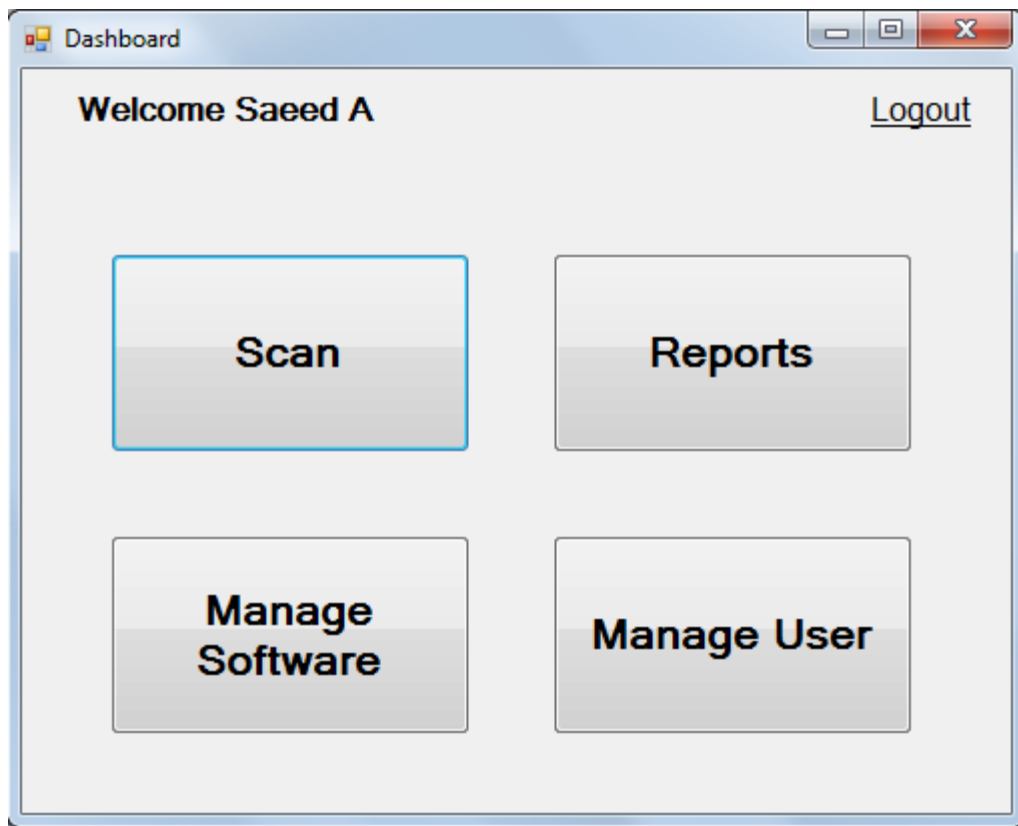 Dashboard
Welcome Saeed A
Logout
Scan
Reports
Manage
Software
Manage User